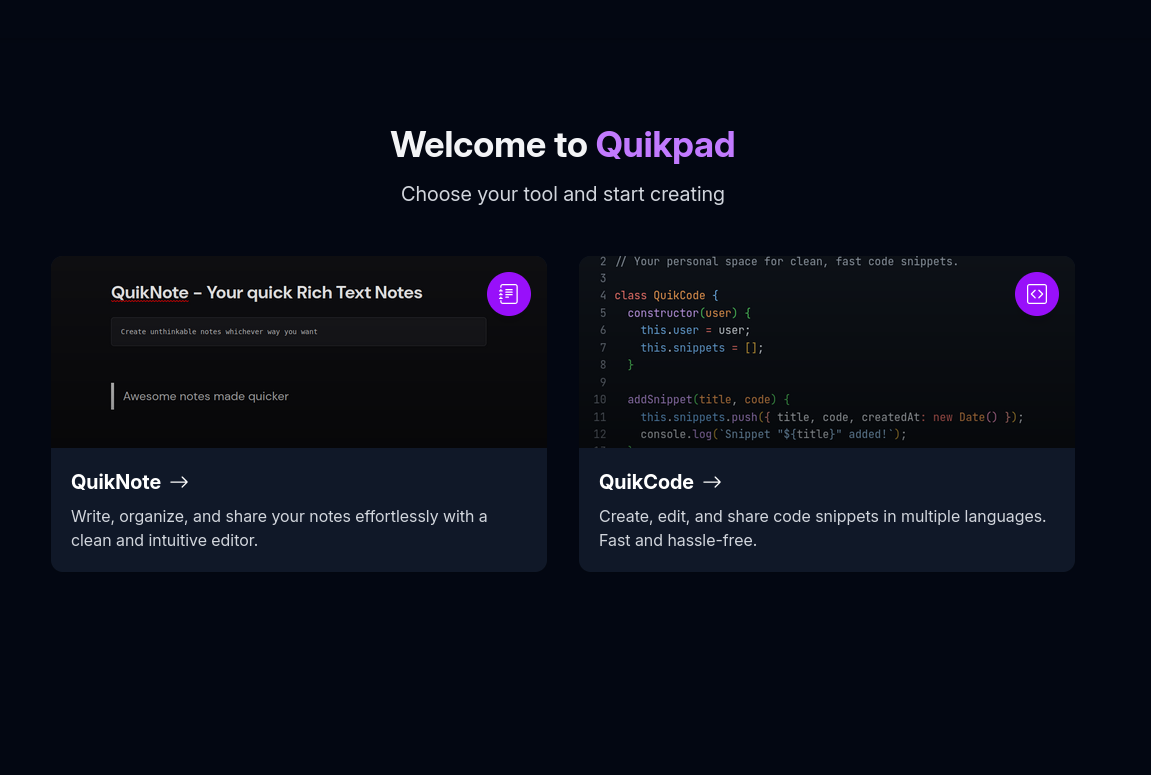 Welcome to Quikpad
Choose your tool and start creating
QuikNote – Your quick Rich Text Notes
Create unthinkable notes whichever way you want
Awesome notes made quicker
QuikNote →
Write, organize, and share your notes effortlessly with a
clean and intuitive editor.
2 // Your personal space for clean, fast code snippets.
3
4 class QuikCode {
5 constructor(user) {
6 this.user = user;
7 this.snippets = [];
8 }
9
10 addSnippet(title, code) {
11 this.snippets.push({ title, code, createdAt: new Date() });
12 console.log(`Snippet "${title}" added!`);
QuikCode →
Create, edit, and share code snippets in multiple languages.
Fast and hassle-free.